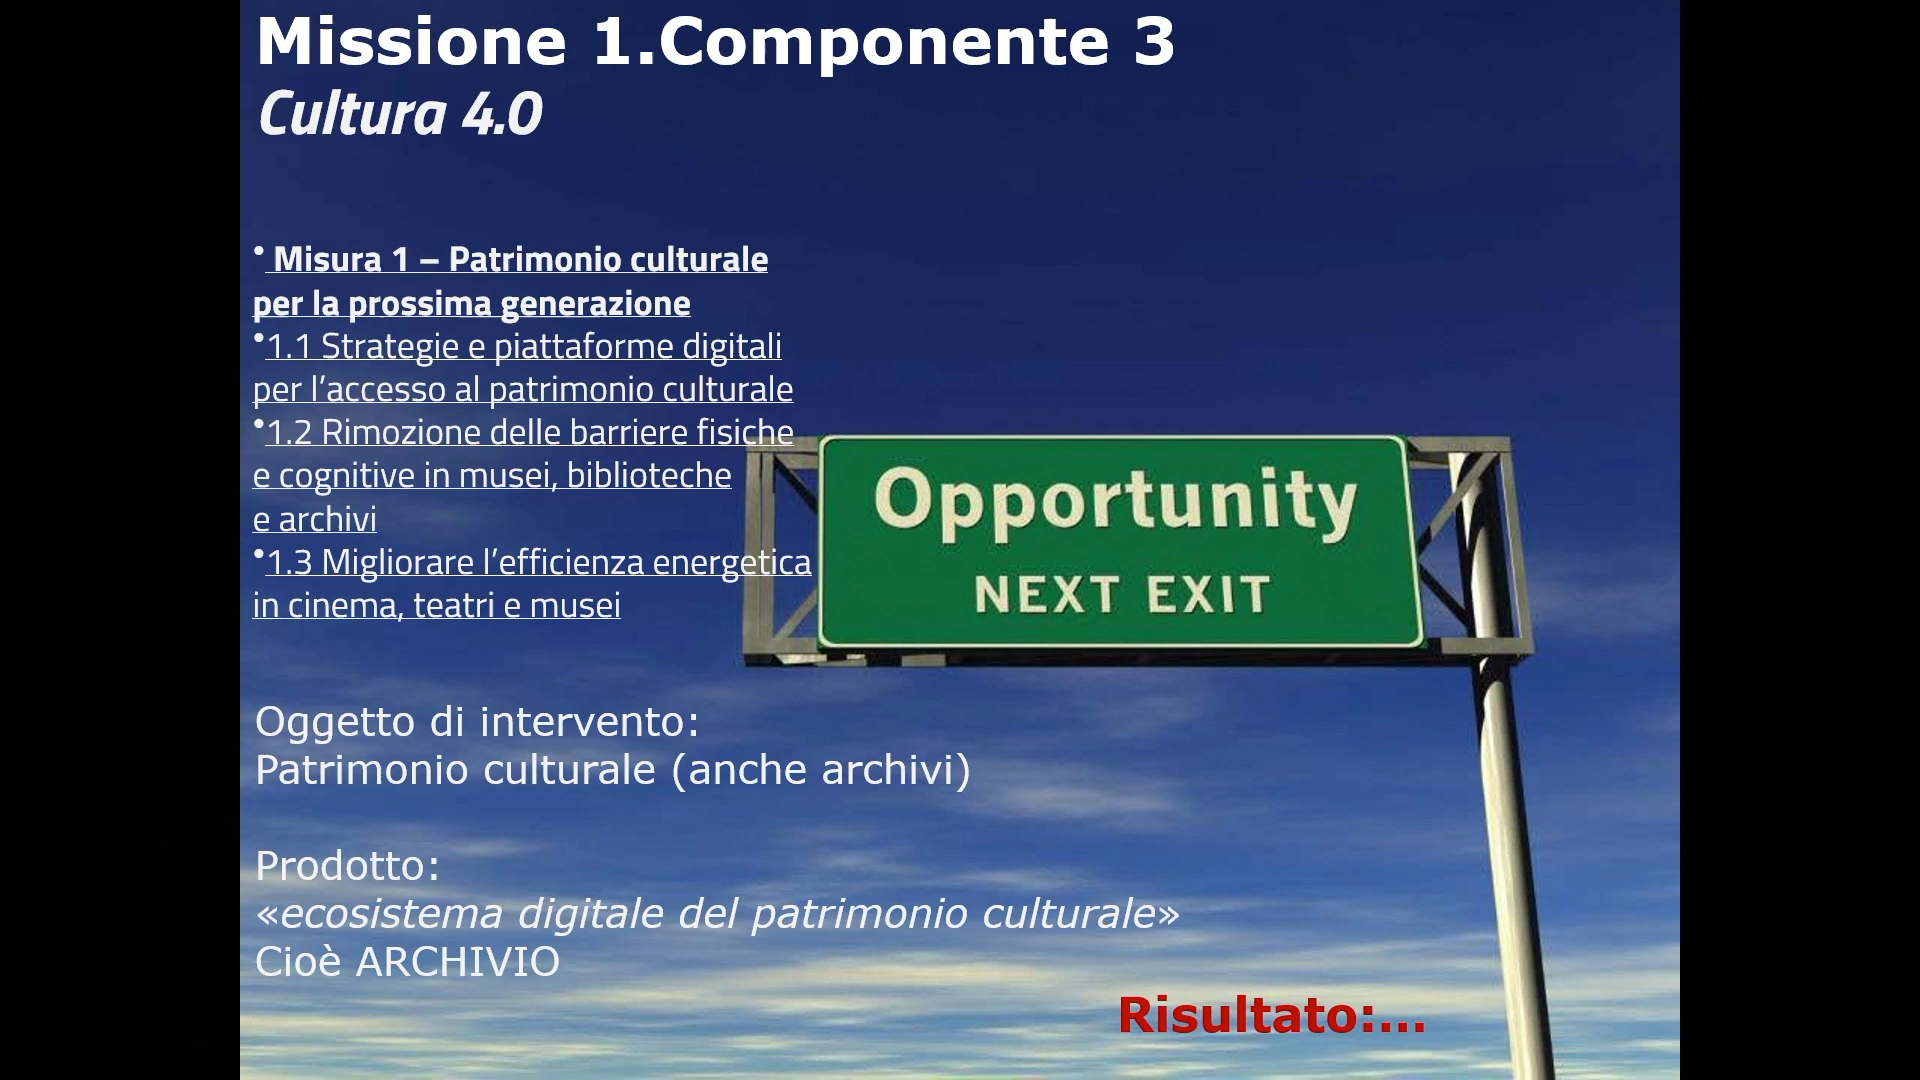 Missione 1.Componente 3
Cultura 4.0
• Misura 1 – Patrimonio culturale
per la prossima generazione
•1.1 Strategie e piattaforme digitali
per l’accesso al patrimonio culturale
•1.2 Rimozione delle barriere fisiche
e cognitive in musei, biblioteche
e archivi
•1.3 Migliorare l’efficienza energetica
in cinema, teatri e musei
Opportunity
NEXT EXIT
Oggetto di intervento:
Patrimonio culturale (anche archivi)
Prodotto:
«ecosistema digitale del patrimonio culturale»
Cioè ARCHIVIO
Risultato:...